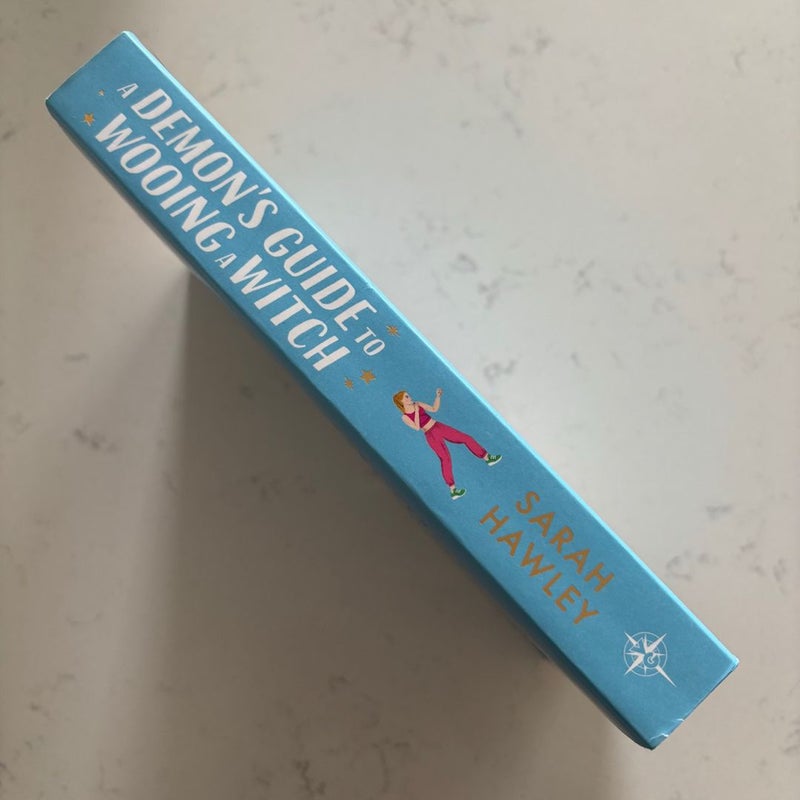 A DEMON'S GUIDE TO
WOOING A WITCH
SARAH
HAWLEY